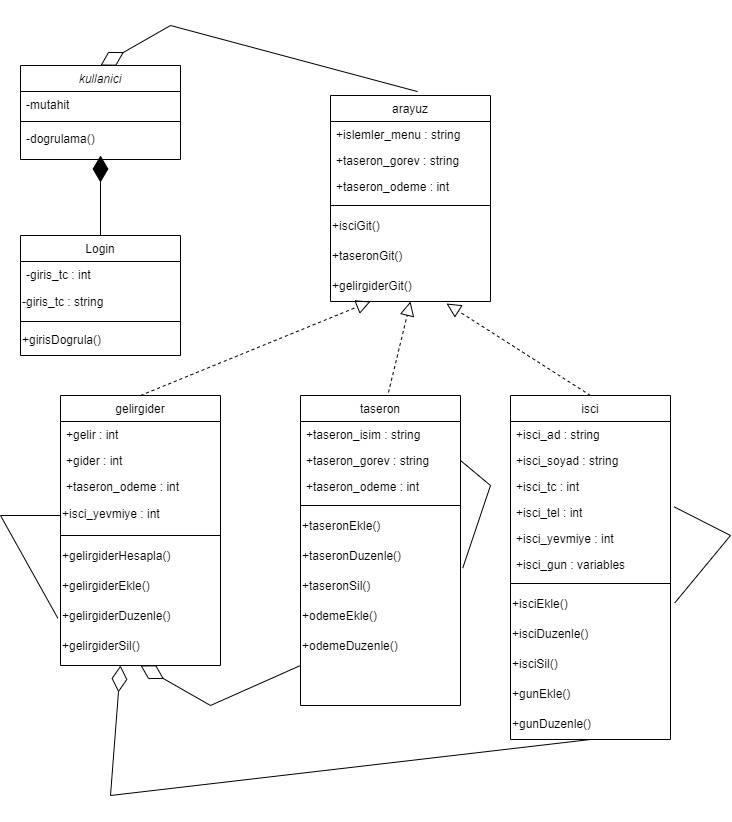 kullanici
-mutahit
-dogrulama()
arayuz
+islemler_menu : string
+taseron_gorev : string
+taseron_odeme : int
+isciGit()
+taseronGit()
+gelirgiderGit()
Login
-giris_tc : int
-giris_tc : string
+girisDogrula()
gelirgider
+gelir : int
+gider : int
+taseron_odeme : int
+isci_yevmiye : int
+gelirgiderHesapla()
+gelirgiderEkle()
+gelirgiderDuzenle()
+gelirgiderSil()
taseron
+taseron_isim : string
+taseron_gorev : string
+taseron_odeme : int
+taseronEkle()
+taseronDuzenle()
+taseronSil()
+odemeEkle()
+odemeDuzenle()
isci
+isci_ad : string
+isci_soyad : string
+isci_tc : int
+isci_tel : int
+isci_yevmiye : int
+isci_gun : variables
+isciEkle()
+isciDuzenle()
+isciSil()
+gunEkle()
+gunDuzenle()